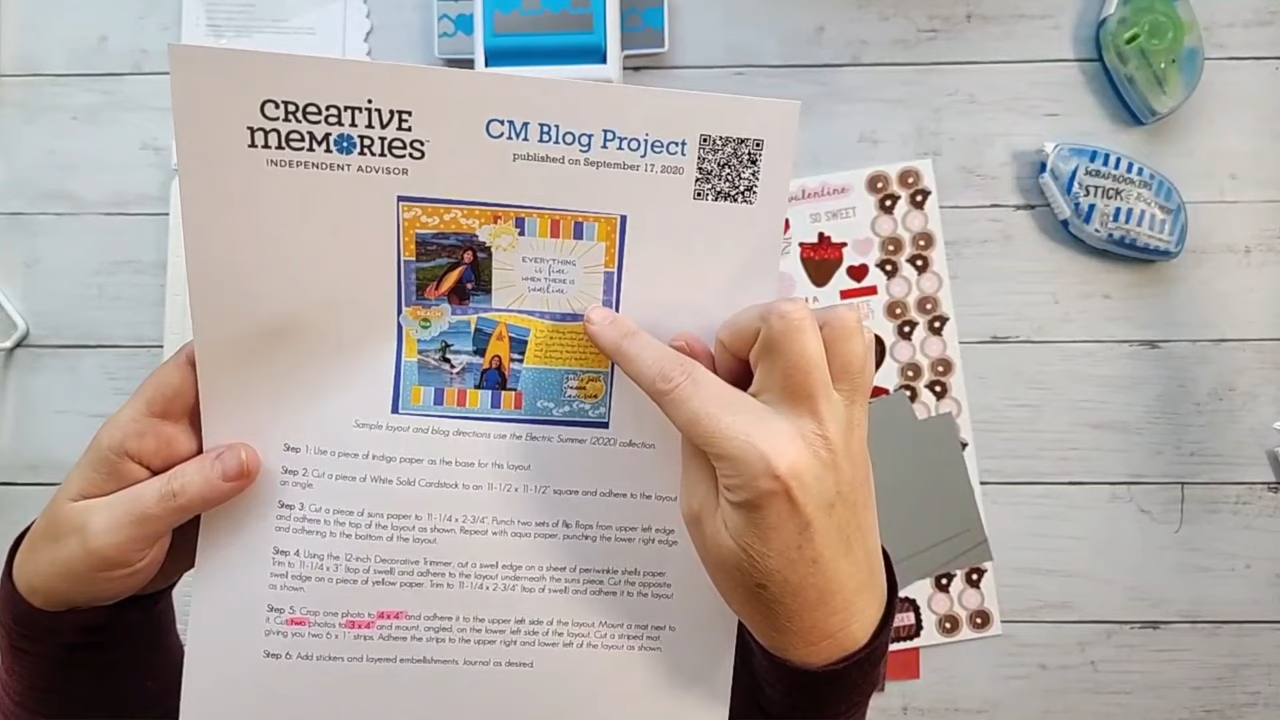 CREATIVE
MEMORIES
INDEPENDENT ADVISOR
CM Blog Project
published on September 17, 2020
EVERYTHING
is fine
WHEN THERE IS
sunshine
BEACH
Sample layout and blog directions use the Electric Summer (2020) collection.
Step 1: Use a piece of indigo paper as the base for this layout.
Step 2: Cut a piece of White Solid Cardstock to an 11-1/2 x 11-1/2" square and adhere to the layout
an angle.
Step 3: Cut a piece of suns paper to 11-1/4 x 2-3/4". Punch two sets of flip flops from upper left edge
and adhere to the top of the layout as shown. Repeat with aqua paper, punching the lower right edge
and adhering to the bottom of the layout.
Step 4: Using the 12-inch Decorative Trimmer, cut a swell edge on a sheet of periwinkle shells paper.
Trim to 11-1/4 x 3" (top of swell) and adhere to the layout underneath the suns piece. Cut the opposite
swell edge on a piece of yellow paper. Trim to 11-1/4 x 2-3/4" (top of swell) and adhere it to the layout
as shown.
Step 5: Crop one photo to 4 x 4" and adhere it to the upper left side of the layout. Mount a mat next to
it. Cut two photos to 3 x 4" and mount, angled, on the lower left side of the layout. Cut a striped mat,
giving you two 6 x 1" strips. Adhere the strips to the upper right and lower left of the layout as shown.
Step 6: Add stickers and layered embellishments. Journal as desired.
valentine
SO SWEET
SCRAPBOOKERS
STICK